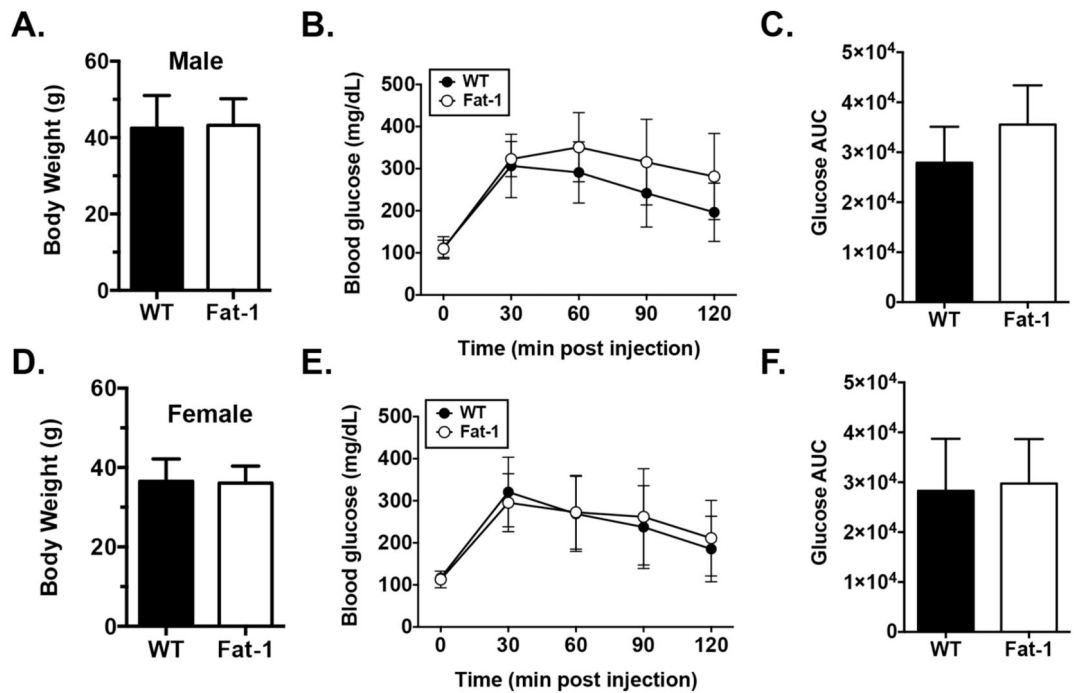 A.
Male
Body Weight (g)
60
40
20
0
WT Fat-1
B.
WT
Fat-1
Blood glucose (mg/dL)
500
400
300
200
100
0
0 30 60 90 120
Time (min post injection)
C.
Glucose AUC
5×10⁴
4×10⁴
3×10⁴
2×10⁴
1×10⁴
0
WT Fat-1
D.
Female
Body Weight (g)
60
40
20
0
WT Fat-1
E.
WT
Fat-1
Blood glucose (mg/dL)
500
400
300
200
100
0
0 30 60 90 120
Time (min post injection)
F.
Glucose AUC
5×10⁴
4×10⁴
3×10⁴
2×10⁴
1×10⁴
0
WT Fat-1